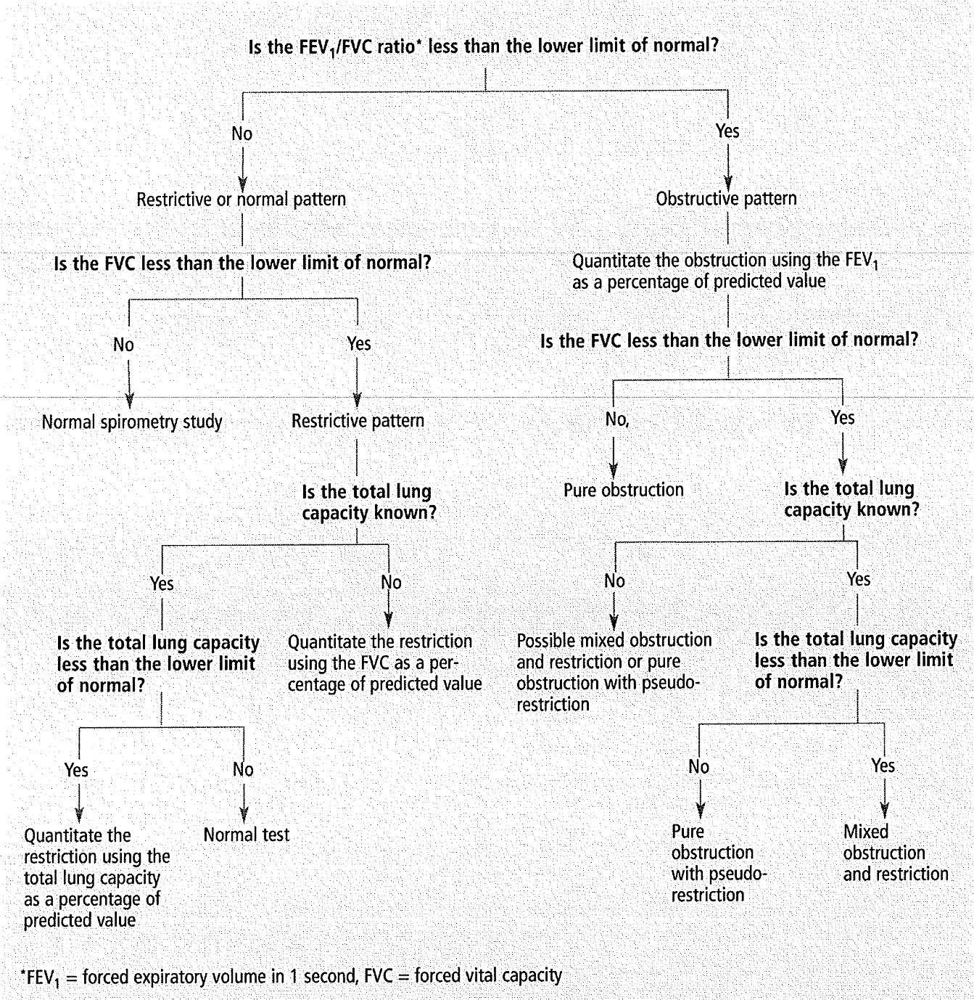 Is the FEV₁/FVC ratio* less than the lower limit of normal?
No
Yes
Restrictive or normal pattern
Obstructive pattern
Is the FVC less than the lower limit of normal?
Quantitate the obstruction using the FEV₁
as a percentage of predicted value
No
Yes
Is the FVC less than the lower limit of normal?
Normal spirometry study
Restrictive pattern
No,
Yes
Is the total lung
capacity known?
Pure obstruction
Is the total lung
capacity known?
Yes
No
No
Yes
Is the total lung capacity
less than the lower limit
of normal?
Quantitate the restriction
using the FVC as a per-
centage of predicted value
Possible mixed obstruction
and restriction or pure
obstruction with pseudo-
restriction
Is the total lung capacity
less than the lower limit
of normal?
Yes
No
No
Yes
Quantitate the
restriction using the
total lung capacity
as a percentage of
predicted value
Normal test
Pure
obstruction
with pseudo-
restriction
Mixed
obstruction
and restriction
*FEV₁ = forced expiratory volume in 1 second, FVC = forced vital capacity